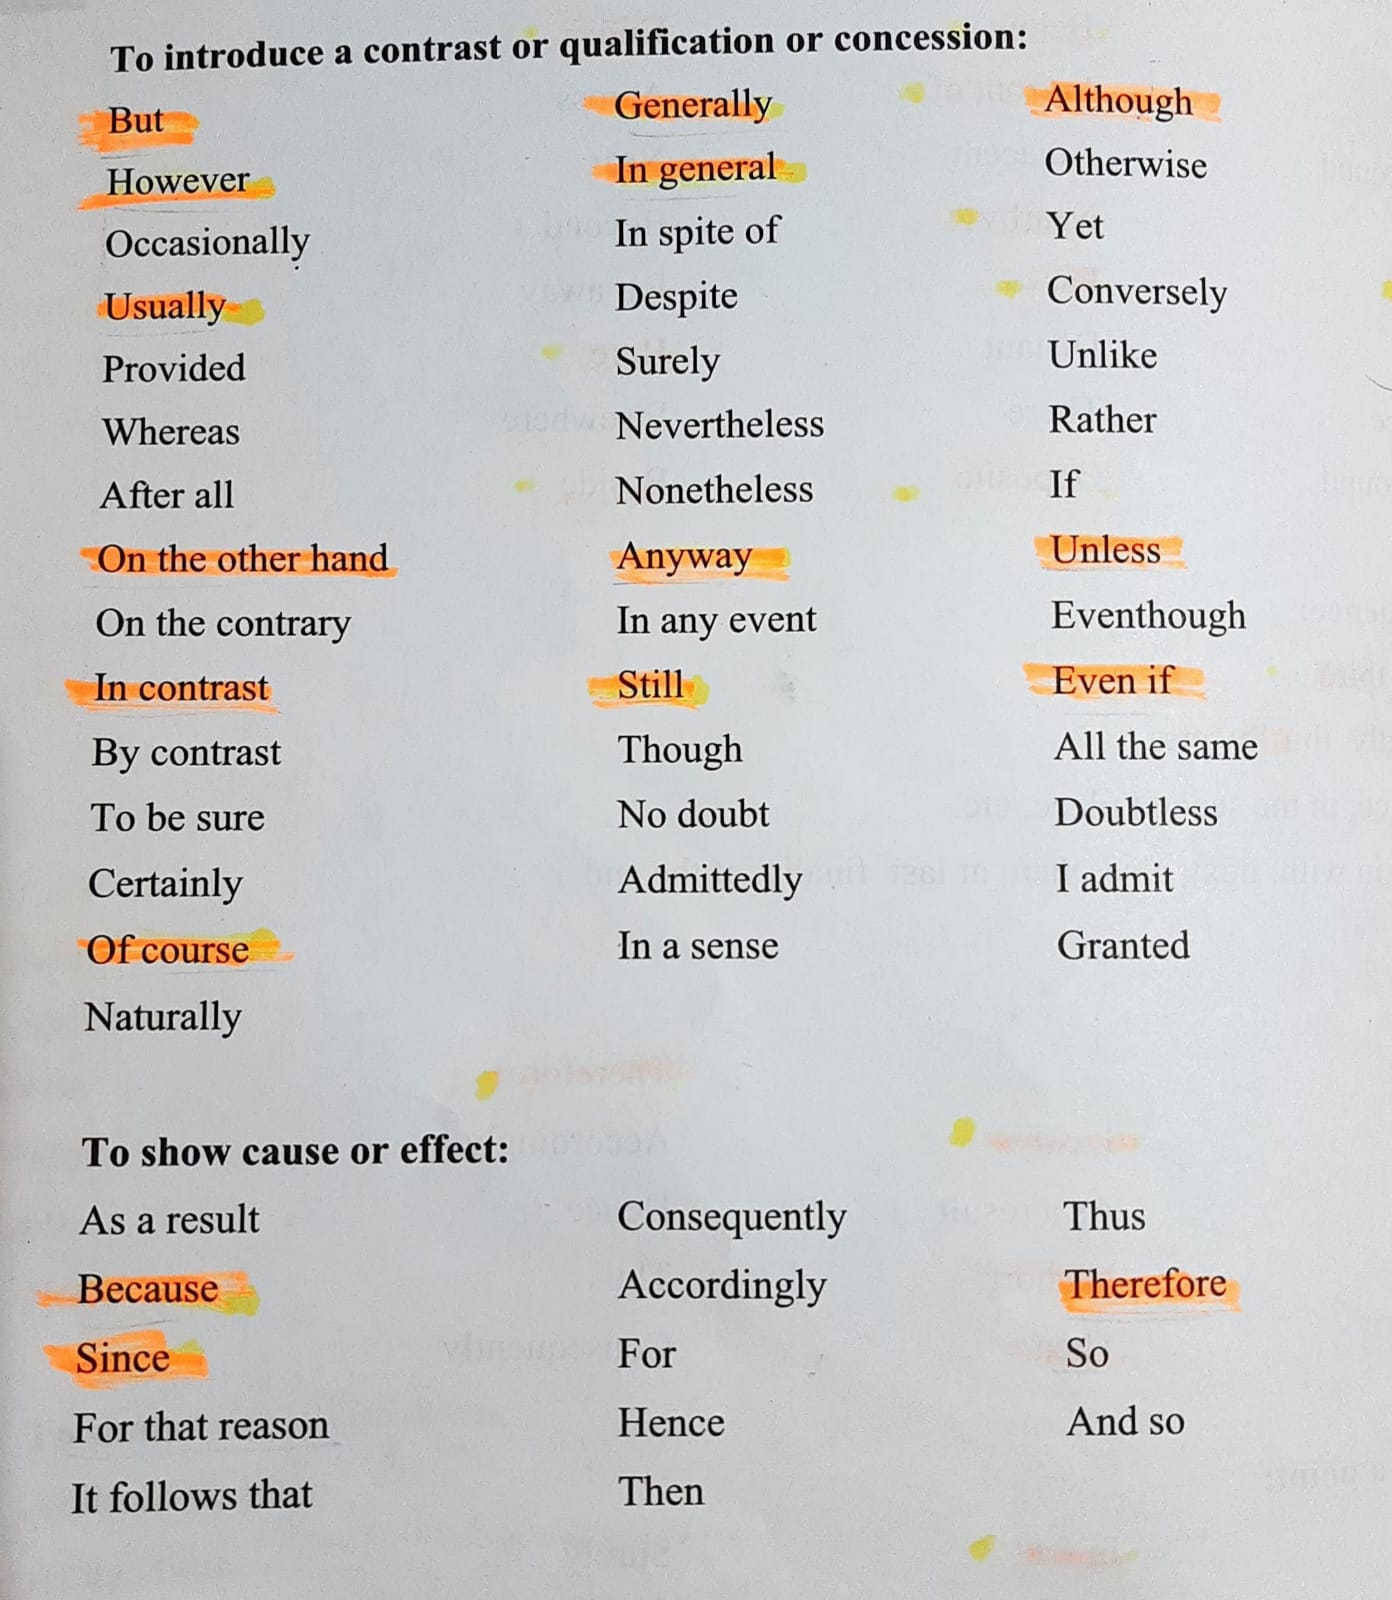 To introduce a contrast or qualification or concession:
But Generally Although
However In general Otherwise
Occasionally In spite of Yet
Usually Despite Conversely
Provided Surely Unlike
Whereas Nevertheless Rather
After all Nonetheless If
On the other hand Anyway Unless
On the contrary In any event Eventhough
In contrast Still Even if
By contrast Though All the same
To be sure No doubt Doubtless
Certainly Admittedly I admit
Of course In a sense Granted
Naturally
To show cause or effect:
As a result Consequently Thus
Because Accordingly Therefore
Since For So
For that reason Hence And so
It follows that Then